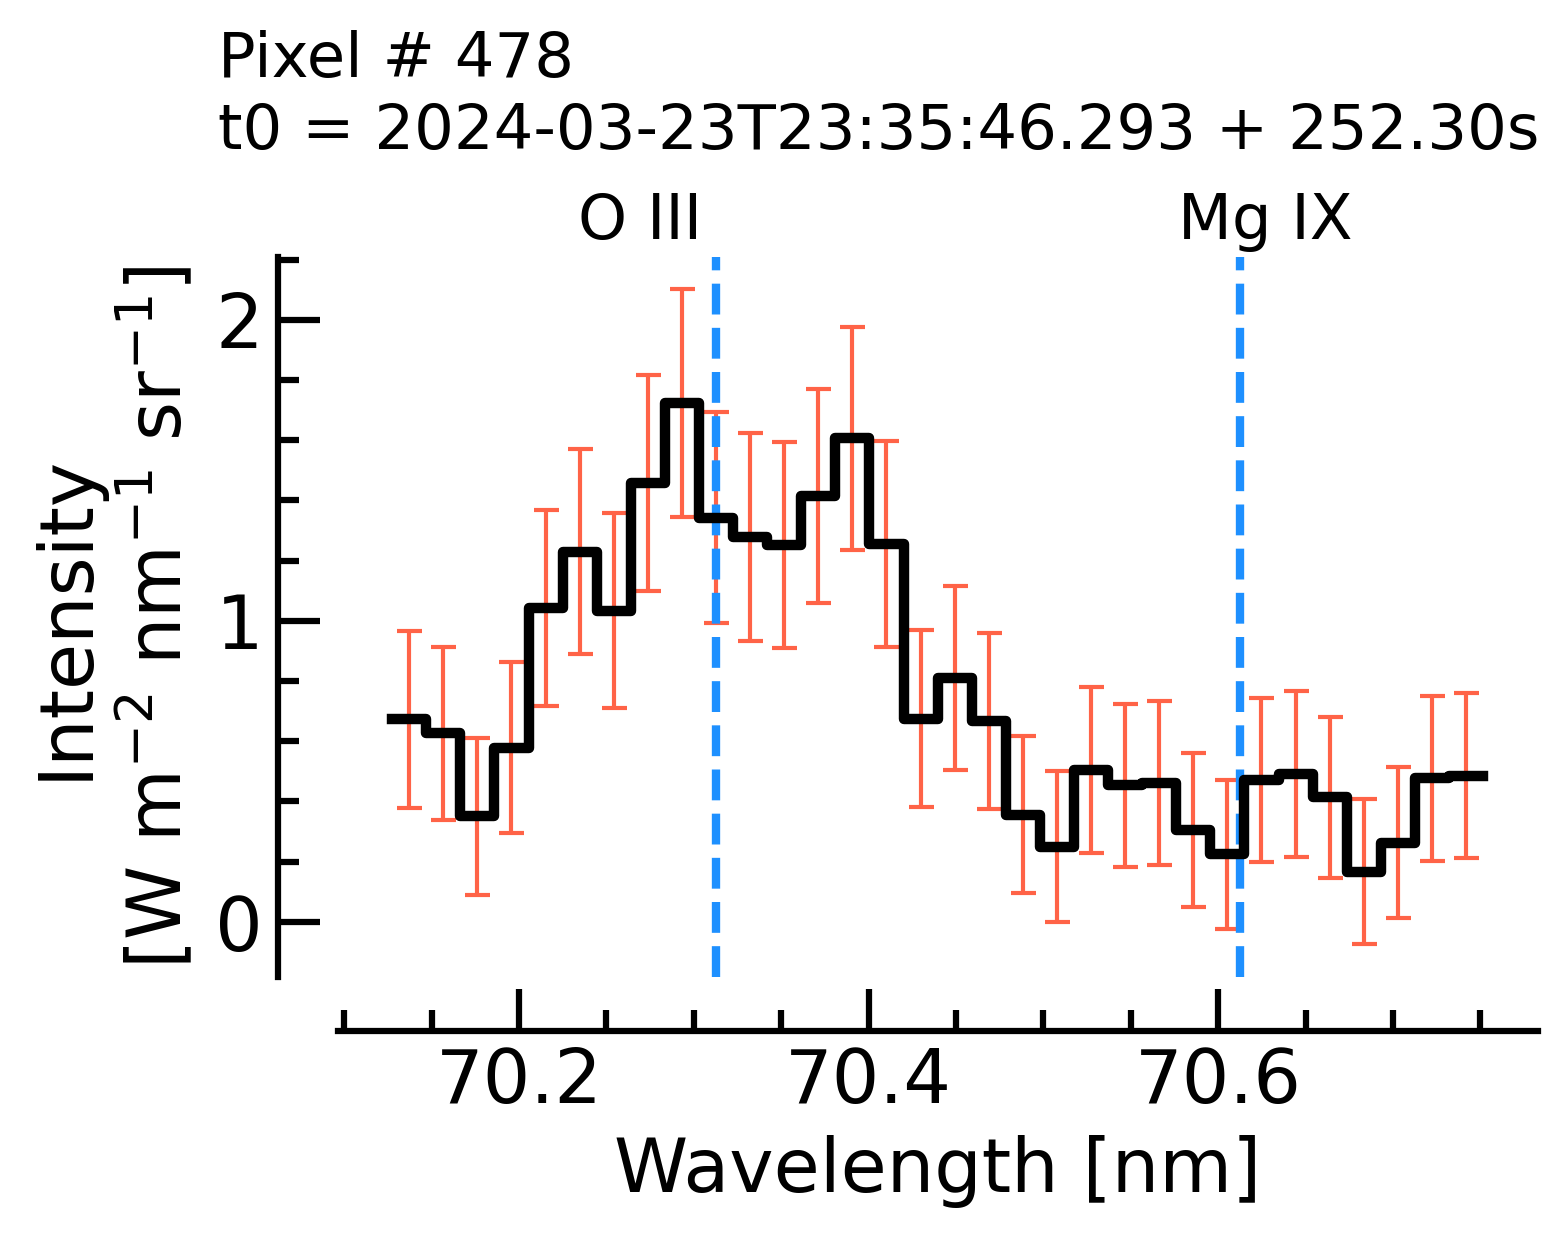 Pixel # 478
t0 = 2024-03-23T23:35:46.293 + 252.30s
O III
Mg IX
Intensity
[W m⁻² nm⁻¹ sr⁻¹]
2
1
0
70.2
70.4
70.6
Wavelength [nm]